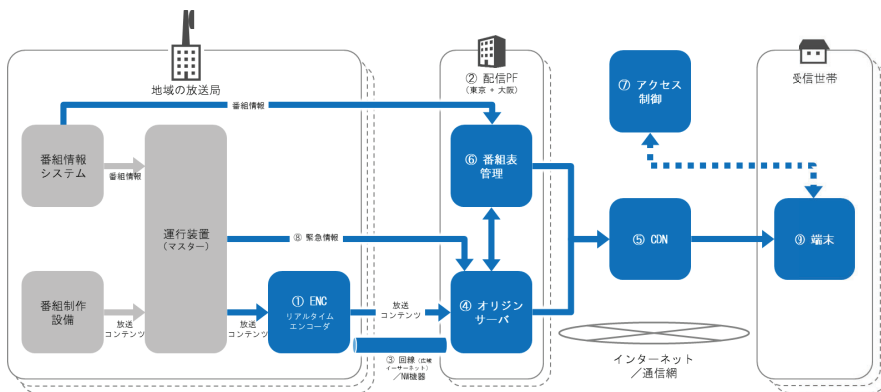 地域の放送局
② 配信PF
(東京 + 大阪)
受信世帯
番組情報
⑦ アクセス
制御
番組情報
システム
番組情報
運行装置
(マスター)
⑥ 番組表
管理
⑧ 緊急情報
⑤ CDN
⑨ 端末
番組制作
設備
放送
コンテンツ
放送
コンテンツ
① ENC
リアルタイム
エンコーダ
放送
コンテンツ
④ オリジン
サーバ
③ 回線 (広域
イーサーネット)
/NW機器
インターネット
/通信網